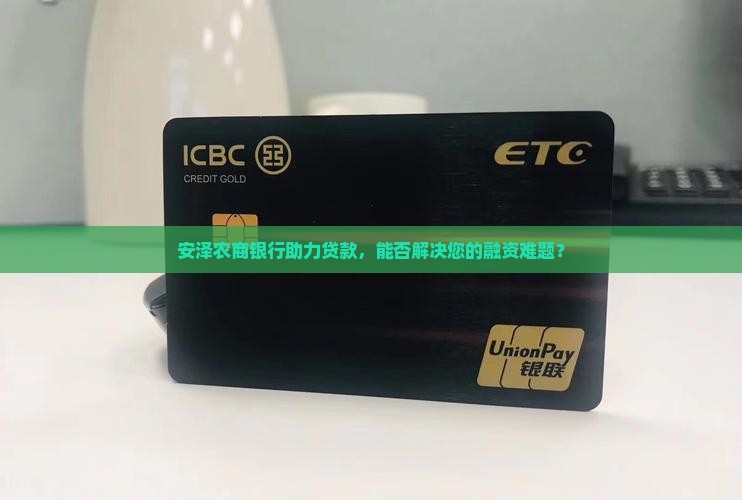 ICBC
ETC
CREDIT GOLD
安泽农商银行助力贷款，能否解决您的融资难题？
UnionPay
银联